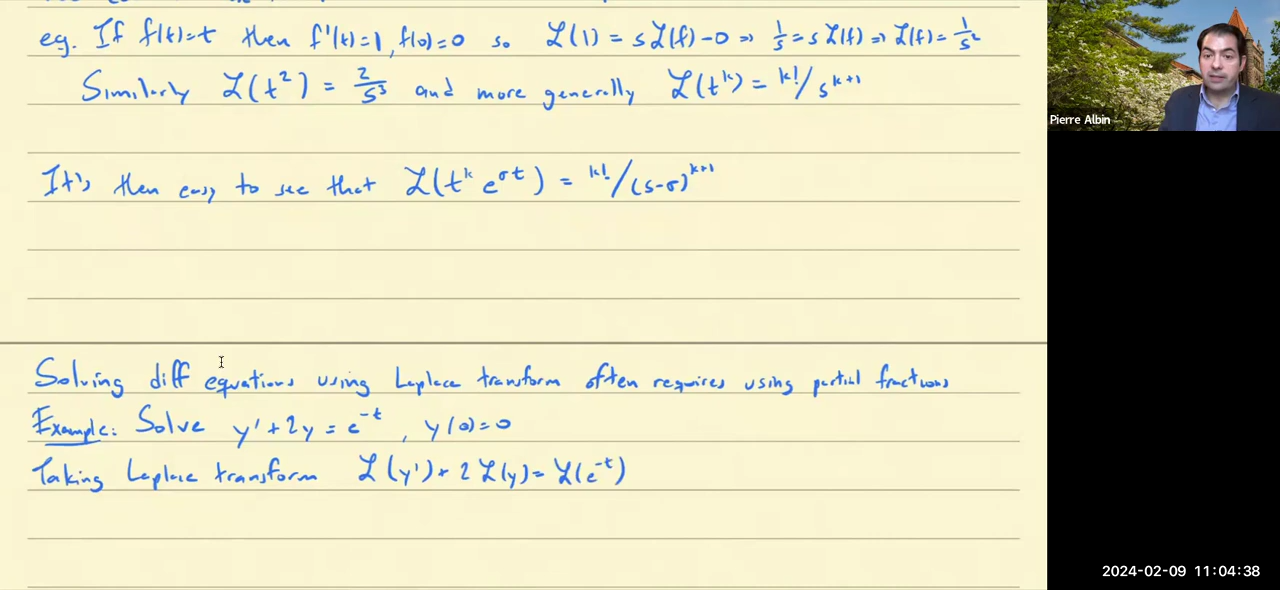 eg. If f(t)=t then f'(t)=1, f(0)=0 so ℒ(1) = sℒ(f)-0 ⇒ 1/s = sℒ(f) ⇒ ℒ(f) = 1/s²
Similarly ℒ(t²) = 2/s³ and more generally ℒ(t^k) = k!/s^{k+1}
It's then easy to see that ℒ(t^k e^{σt}) = k!/(s-σ)^{k+1}
Solving diff equations using Laplace transform often requires using partial fractions
Example: Solve y'+2y = e^{-t}, y(0)=0
Taking Laplace transform ℒ(y')+2ℒ(y)=ℒ(e^{-t})
Pierre Albin
2024-02-09 11:04:38